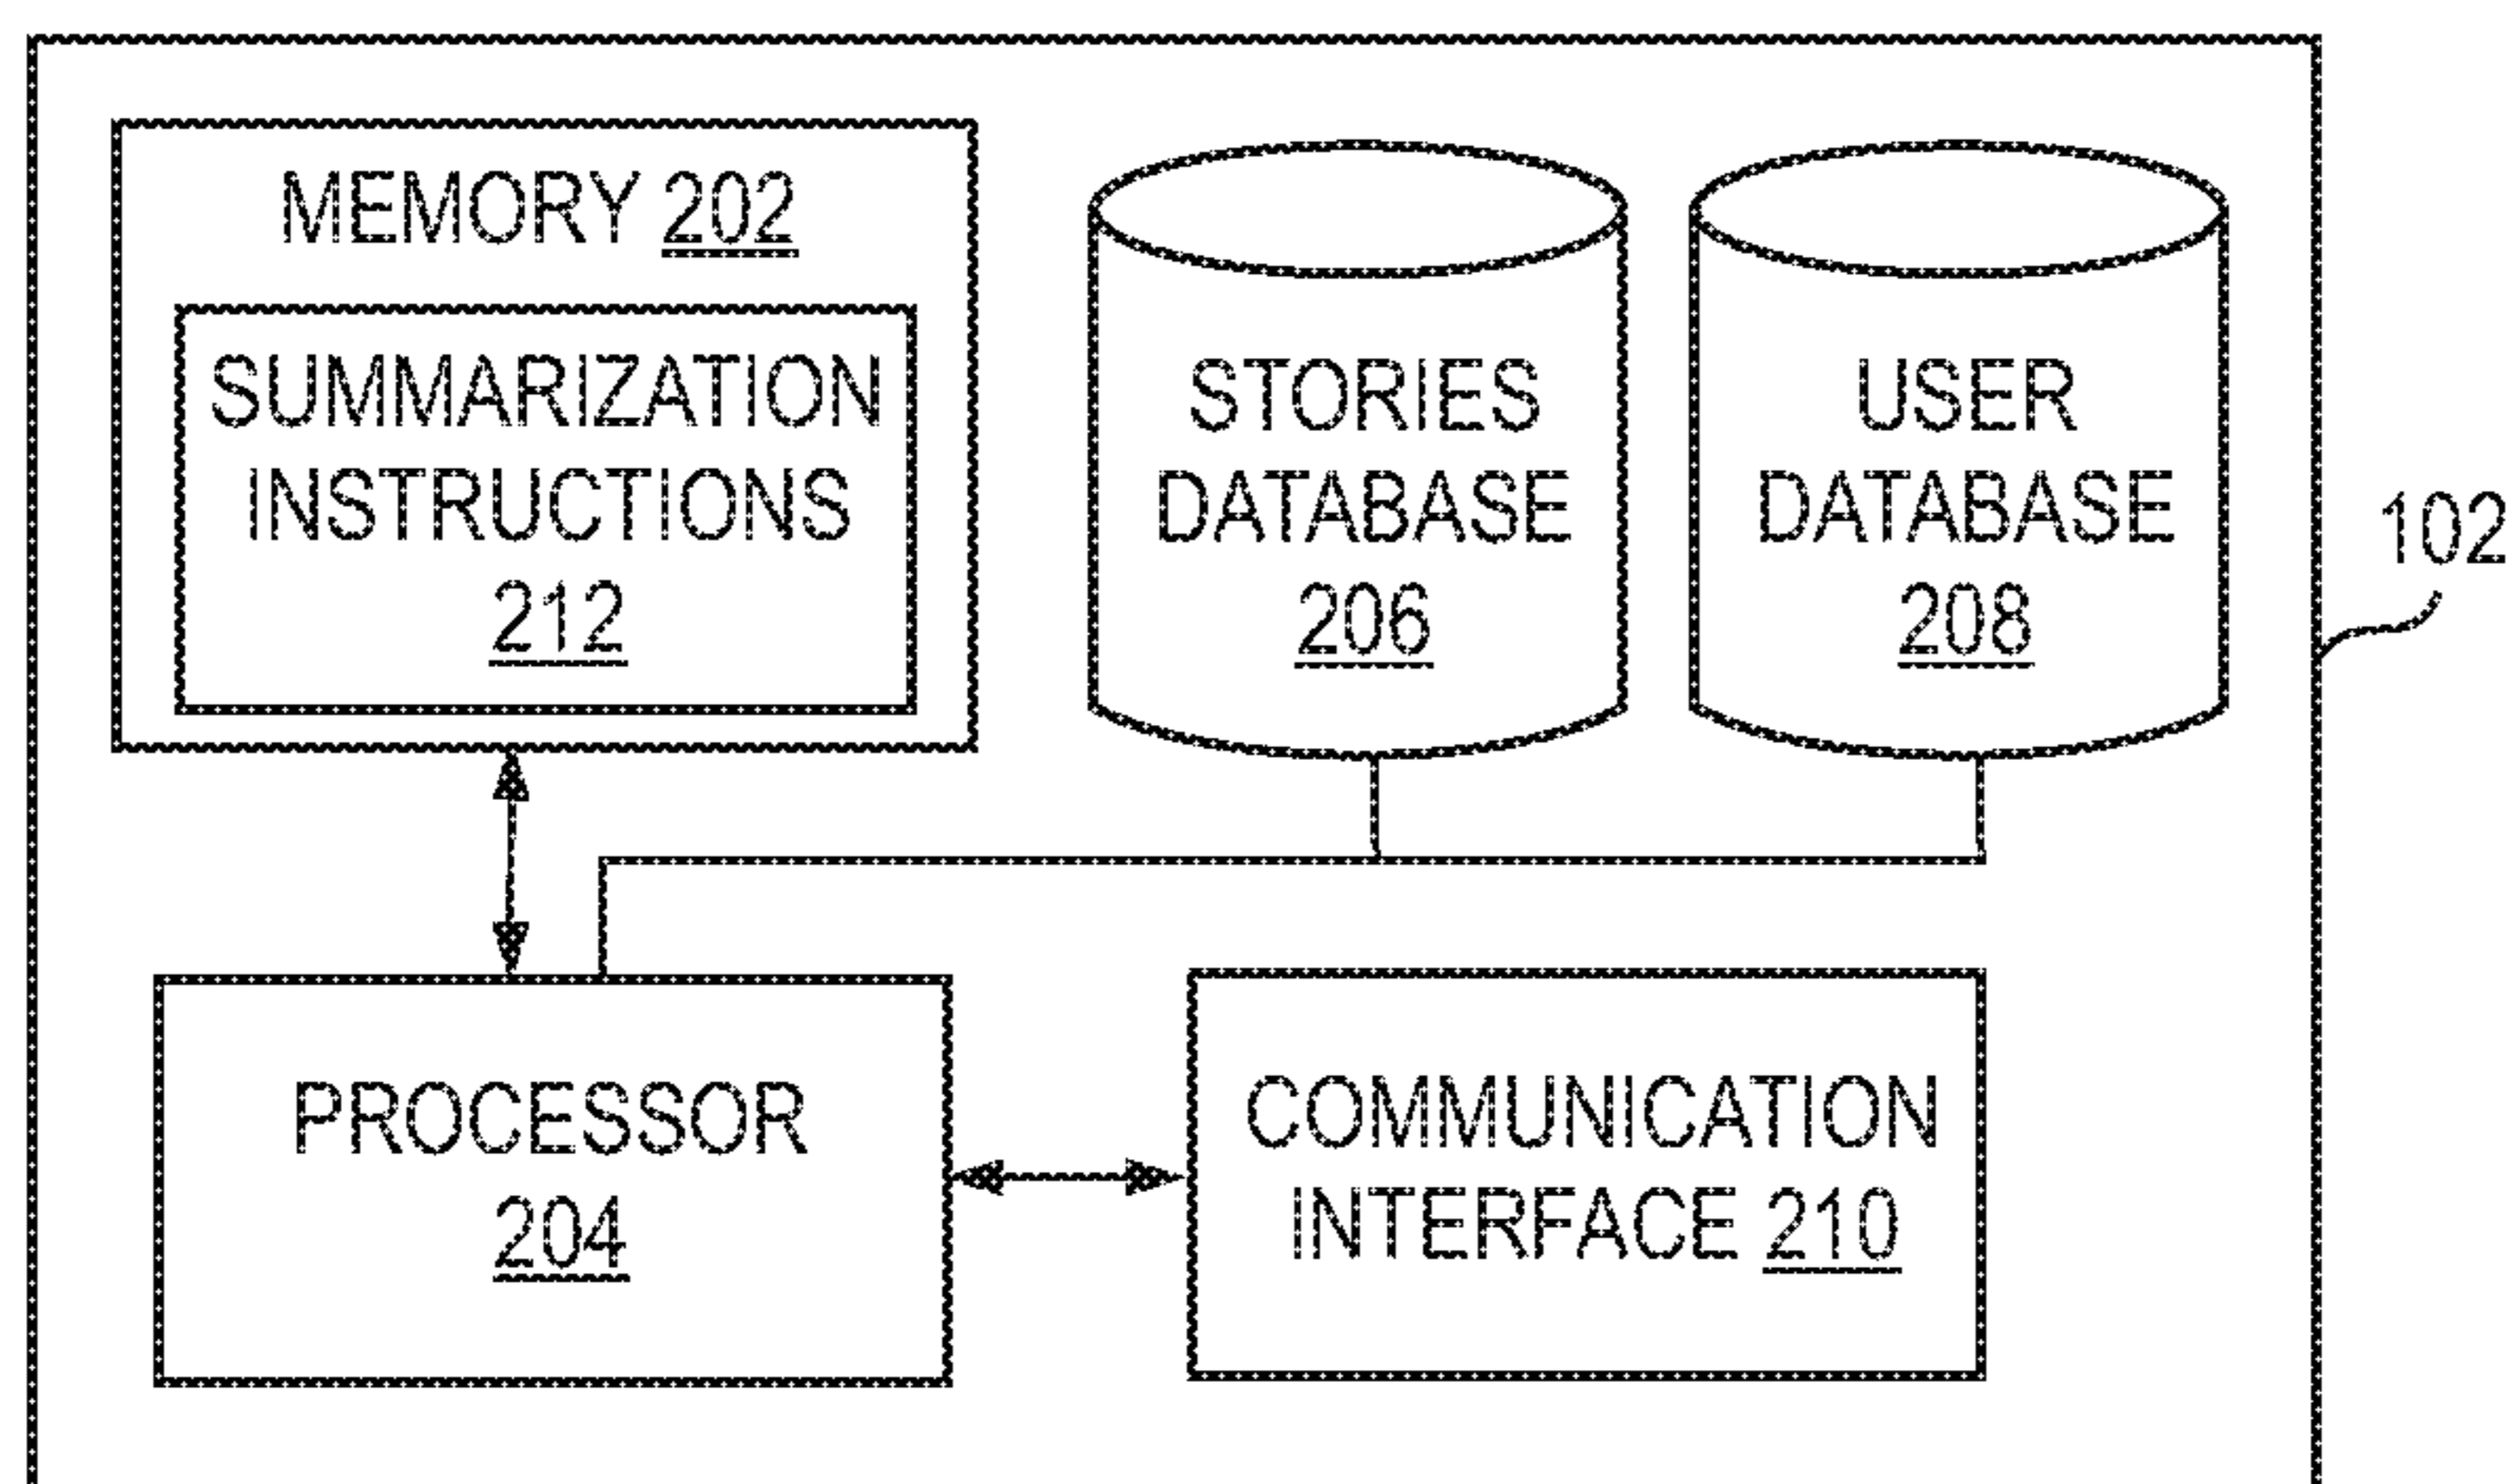 MEMORY 202
SUMMARIZATION
INSTRUCTIONS
212
STORIES
DATABASE
206
USER
DATABASE
208
102
PROCESSOR
204
COMMUNICATION
INTERFACE 210